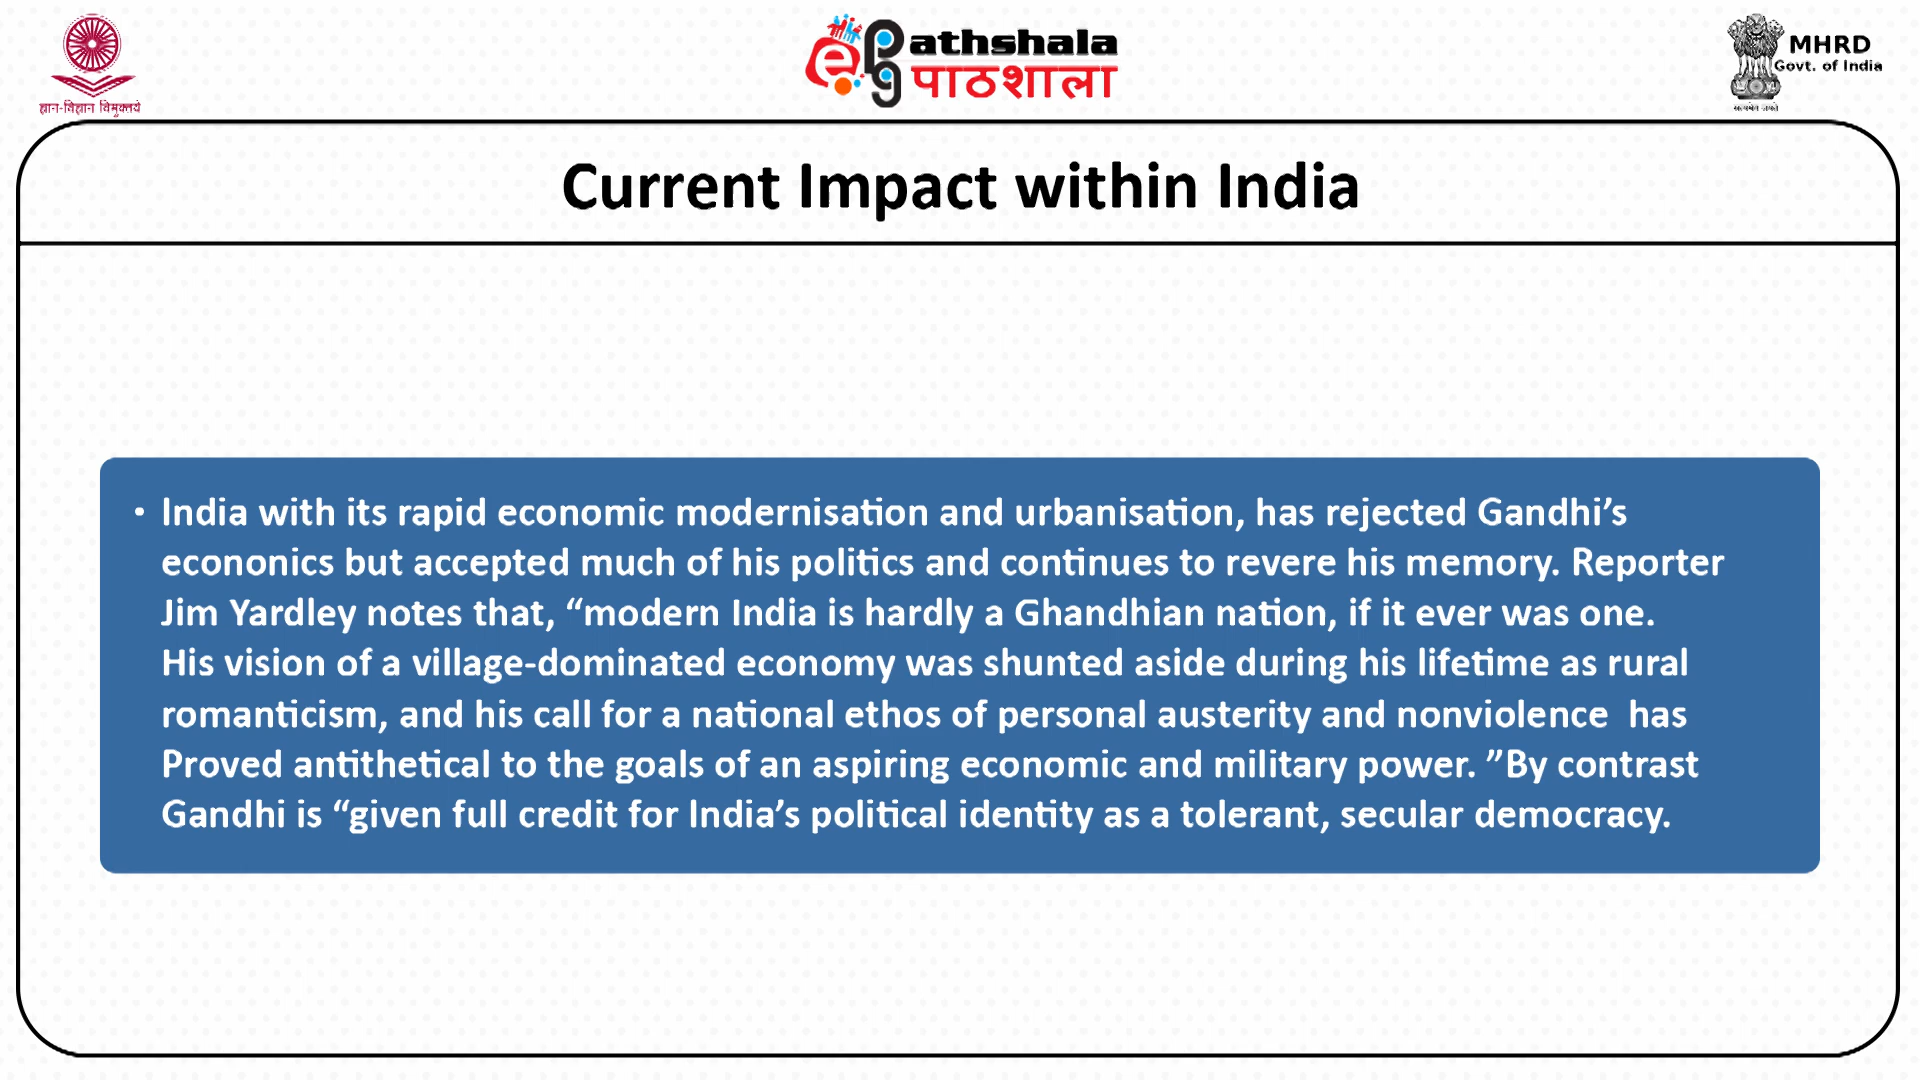 ज्ञान-विज्ञान विमुक्तये
athshala
पाठशाला
MHRD
Govt. of India
सत्यमेव जयते
Current Impact within India
• India with its rapid economic modernisation and urbanisation, has rejected Gandhi’s
econonics but accepted much of his politics and continues to revere his memory. Reporter
Jim Yardley notes that, “modern India is hardly a Ghandhian nation, if it ever was one.
His vision of a village-dominated economy was shunted aside during his lifetime as rural
romanticism, and his call for a national ethos of personal austerity and nonviolence  has
Proved antithetical to the goals of an aspiring economic and military power. ”By contrast
Gandhi is “given full credit for India’s political identity as a tolerant, secular democracy.